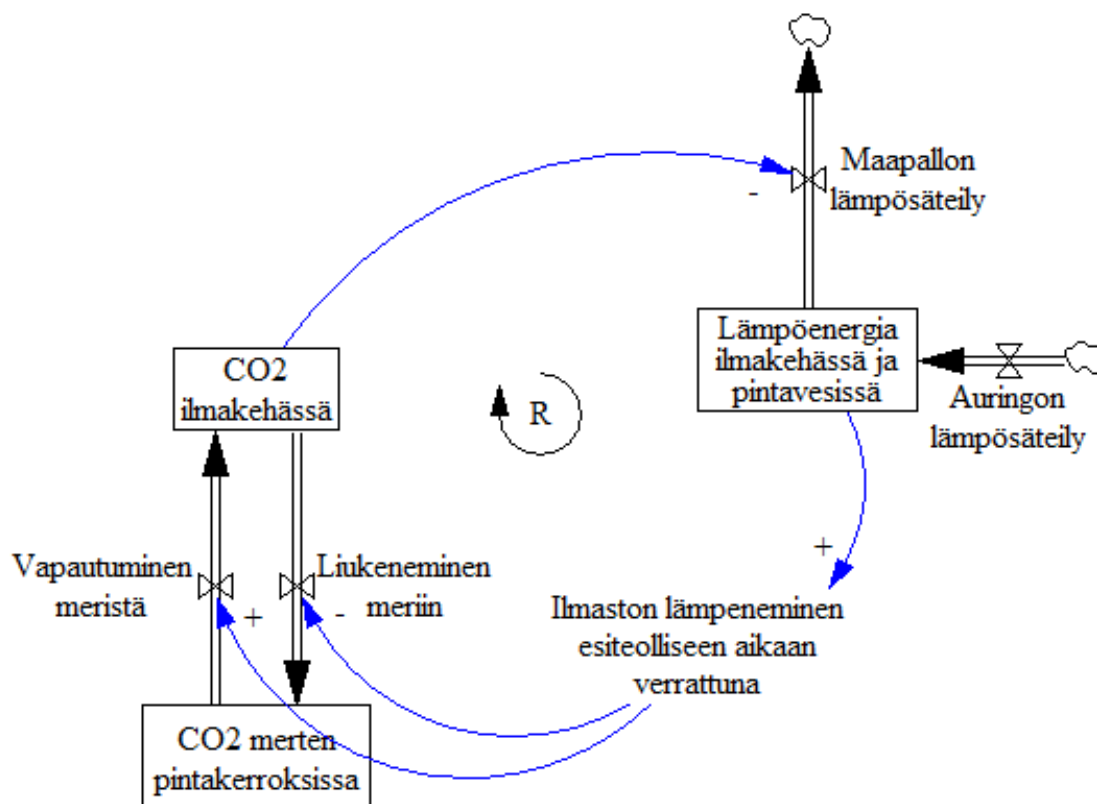 Maapallon
lämpösäteily
Lämpöenergia
ilmakehässä ja
pintavesissä
Auringon
lämpösäteily
CO2
ilmakehässä
R
Vapautuminen
meristä
Liukeneminen
meriin
Ilmaston lämpeneminen
esiteolliseen aikaan
verrattuna
CO2 merten
pintakerroksissa
-
+
+
-